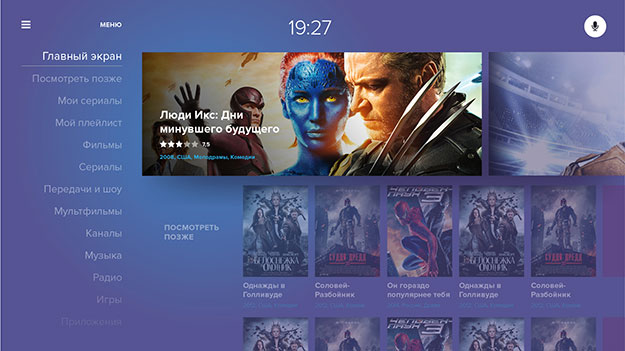 МЕНЮ
19:27
Главный экран
Посмотреть позже
Мои сериалы
Мой плейлист
Фильмы
Сериалы
Передачи и шоу
Мультфильмы
Каналы
Музыка
Радио
Игры
Приложения
Люди Икс: Дни
минувшего будущего
7.5
2008, США, Мелодрамы, Комедии
ПОСМОТРЕТЬ
ПОЗЖЕ
Однажды в
Голливуде
Соловей-
Разбойник
Он гораздо
популярнее тебя
Однажды в
Голливуде
Соловей-
Разбойник